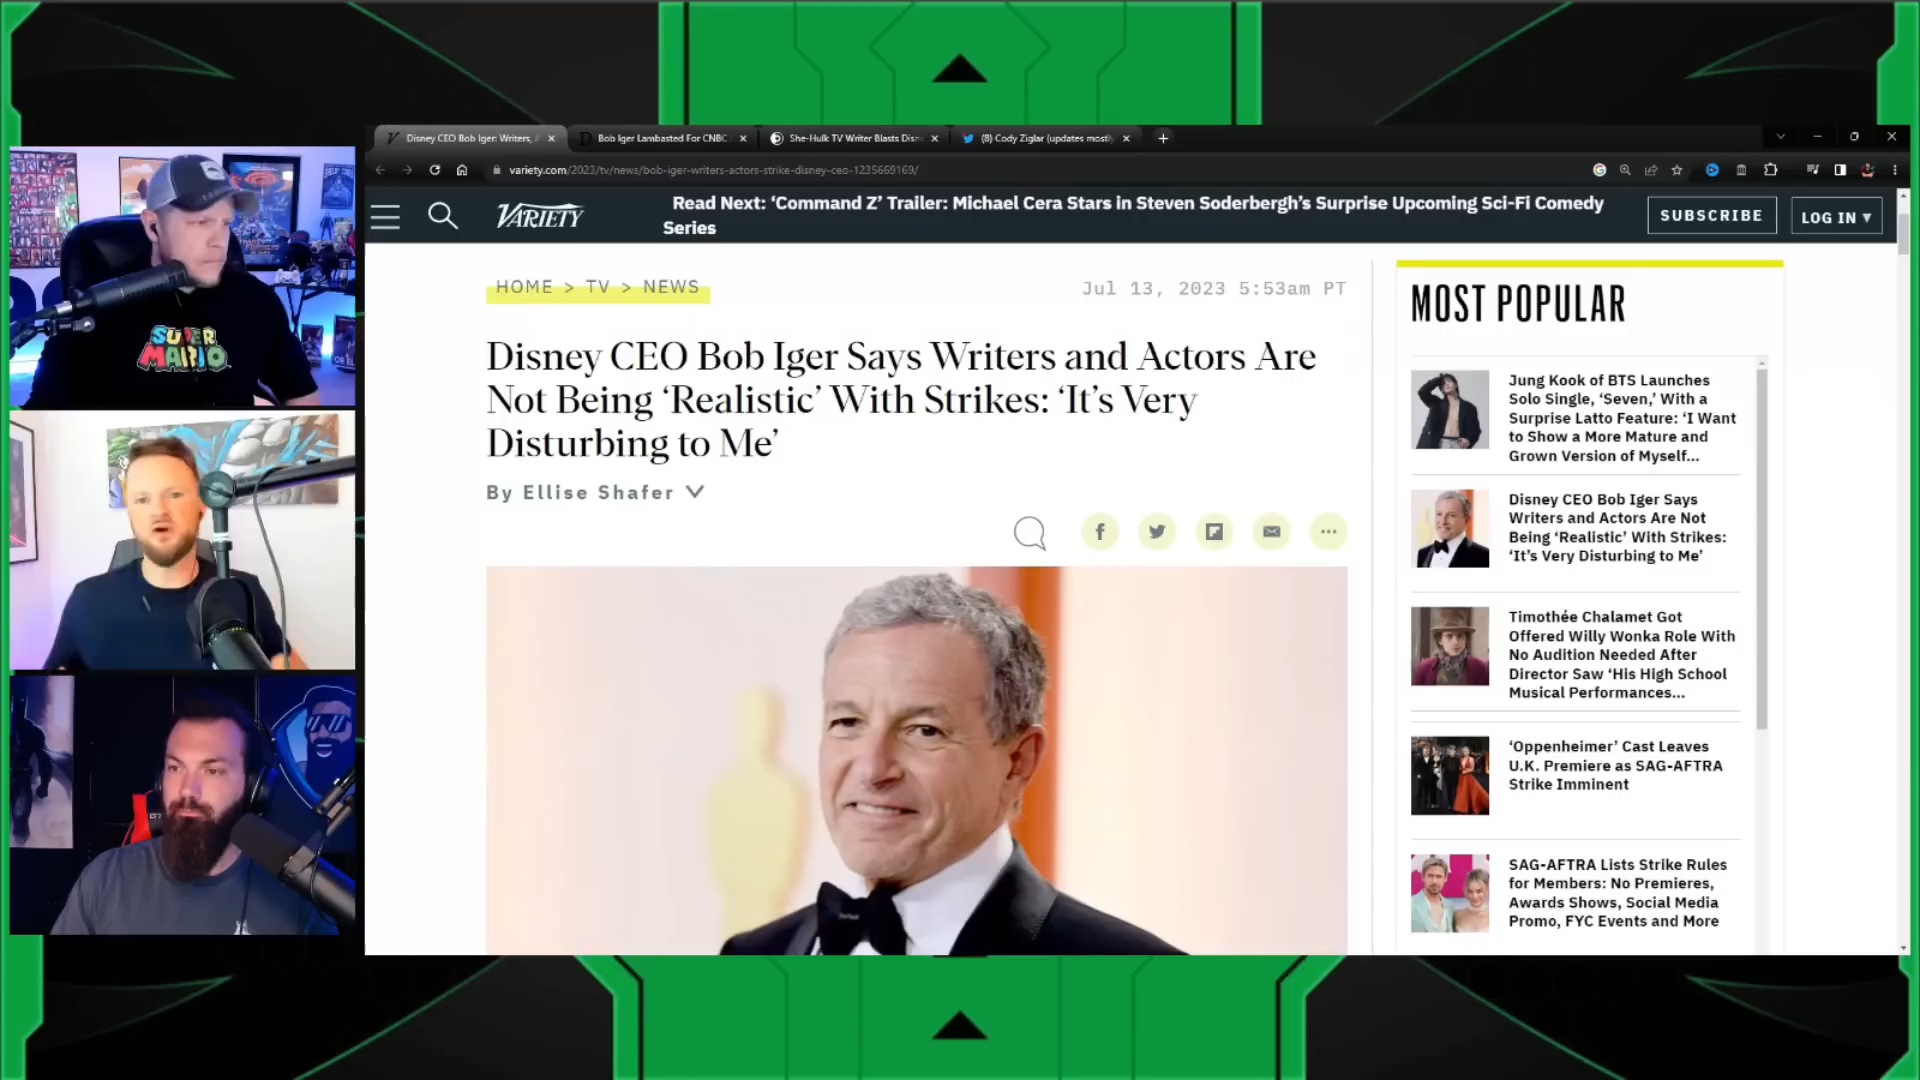 Disney CEO Bob Iger: Writers, A
Bob Iger Lambasted For CNBC
She-Hulk TV Writer Blasts Disn
(8) Cody Ziglar (updates mostl
variety.com/2023/tv/news/bob-iger-writers-actors-strike-disney-ceo-1235669169/
VARIETY
Read Next: ‘Command Z’ Trailer: Michael Cera Stars in Steven Soderbergh’s Surprise Upcoming Sci-Fi Comedy
Series
SUBSCRIBE
LOG IN ▾
HOME > TV > NEWS
Jul 13, 2023 5:53am PT
Disney CEO Bob Iger Says Writers and Actors Are
Not Being ‘Realistic’ With Strikes: ‘It’s Very
Disturbing to Me’
By Ellise Shafer
MOST POPULAR
Jung Kook of BTS Launches
Solo Single, ‘Seven,’ With a
Surprise Latto Feature: ‘I Want
to Show a More Mature and
Grown Version of Myself...
Disney CEO Bob Iger Says
Writers and Actors Are Not
Being ‘Realistic’ With Strikes:
‘It’s Very Disturbing to Me’
Timothée Chalamet Got
Offered Willy Wonka Role With
No Audition Needed After
Director Saw ‘His High School
Musical Performances...
‘Oppenheimer’ Cast Leaves
U.K. Premiere as SAG-AFTRA
Strike Imminent
SAG-AFTRA Lists Strike Rules
for Members: No Premieres,
Awards Shows, Social Media
Promo, FYC Events and More
SUPER
MARIO